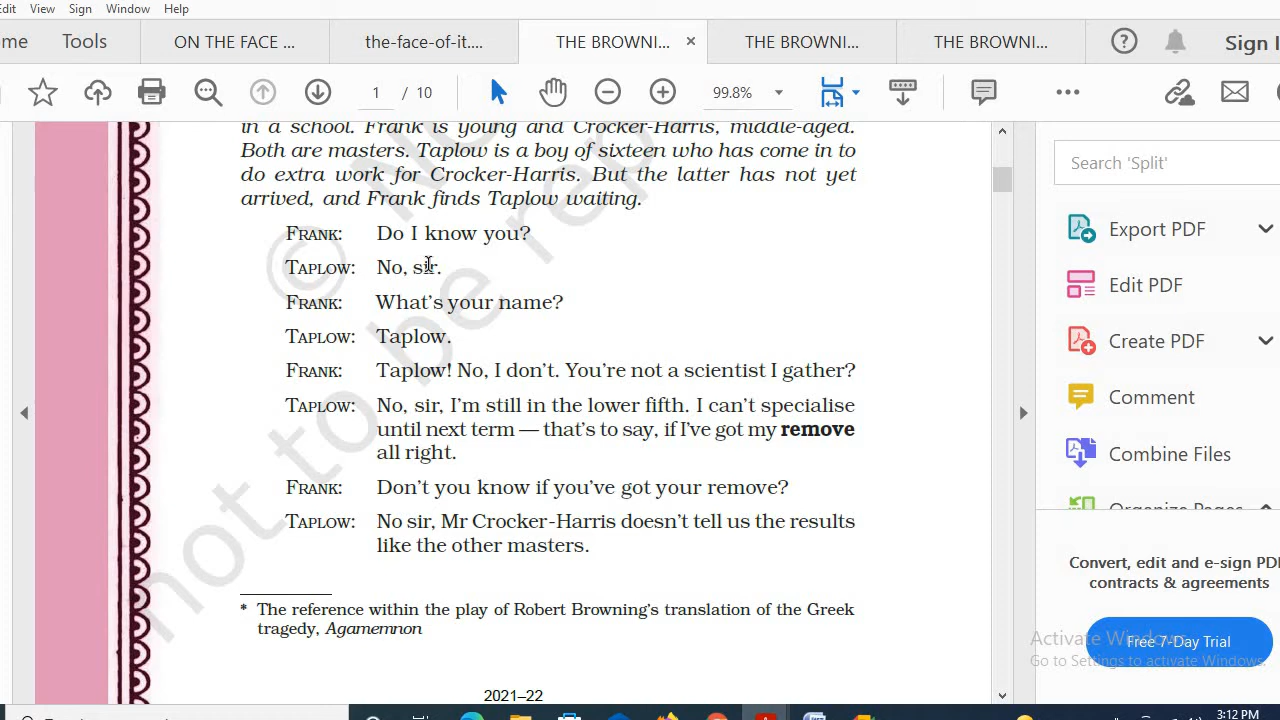 Edit View Sign Window Help
ome Tools ON THE FACE ... the-face-of-it.... THE BROWNI... × THE BROWNI... THE BROWNI... Sign I
1 / 10 99.8%
in a school. Frank is young and Crocker-Harris, middle-aged.
Both are masters. Taplow is a boy of sixteen who has come in to
do extra work for Crocker-Harris. But the latter has not yet
arrived, and Frank finds Taplow waiting.
FRANK: Do I know you?
TAPLOW: No, sir.
FRANK: What's your name?
TAPLOW: Taplow.
FRANK: Taplow! No, I don't. You're not a scientist I gather?
TAPLOW: No, sir, I'm still in the lower fifth. I can't specialise
until next term — that's to say, if I've got my remove
all right.
FRANK: Don't you know if you've got your remove?
TAPLOW: No sir, Mr Crocker-Harris doesn't tell us the results
like the other masters.
* The reference within the play of Robert Browning's translation of the Greek
tragedy, Agamemnon
2021–22
©
not to be rep
Search 'Split'
Export PDF
Edit PDF
Create PDF
Comment
Combine Files
Organize Pages
Convert, edit and e-sign PD
contracts & agreements
Free 7-Day Trial
Activate Windows
Go to Settings to activate Windows.
3:12 PM